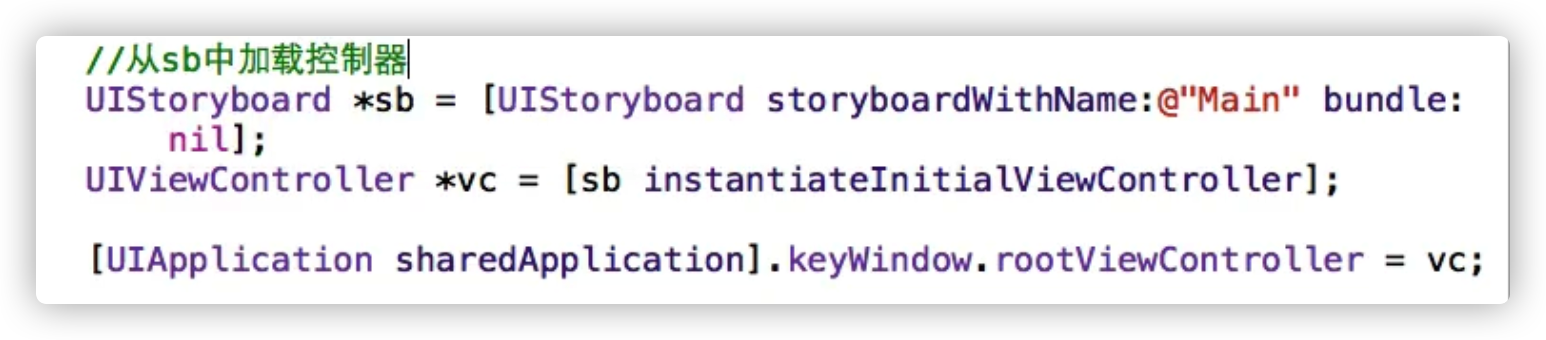 //从sb中加载控制器
UIStoryboard *sb = [UIStoryboard storyboardWithName:@"Main" bundle:
nil];
UIViewController *vc = [sb instantiateInitialViewController];
[UIApplication sharedApplication].keyWindow.rootViewController = vc;